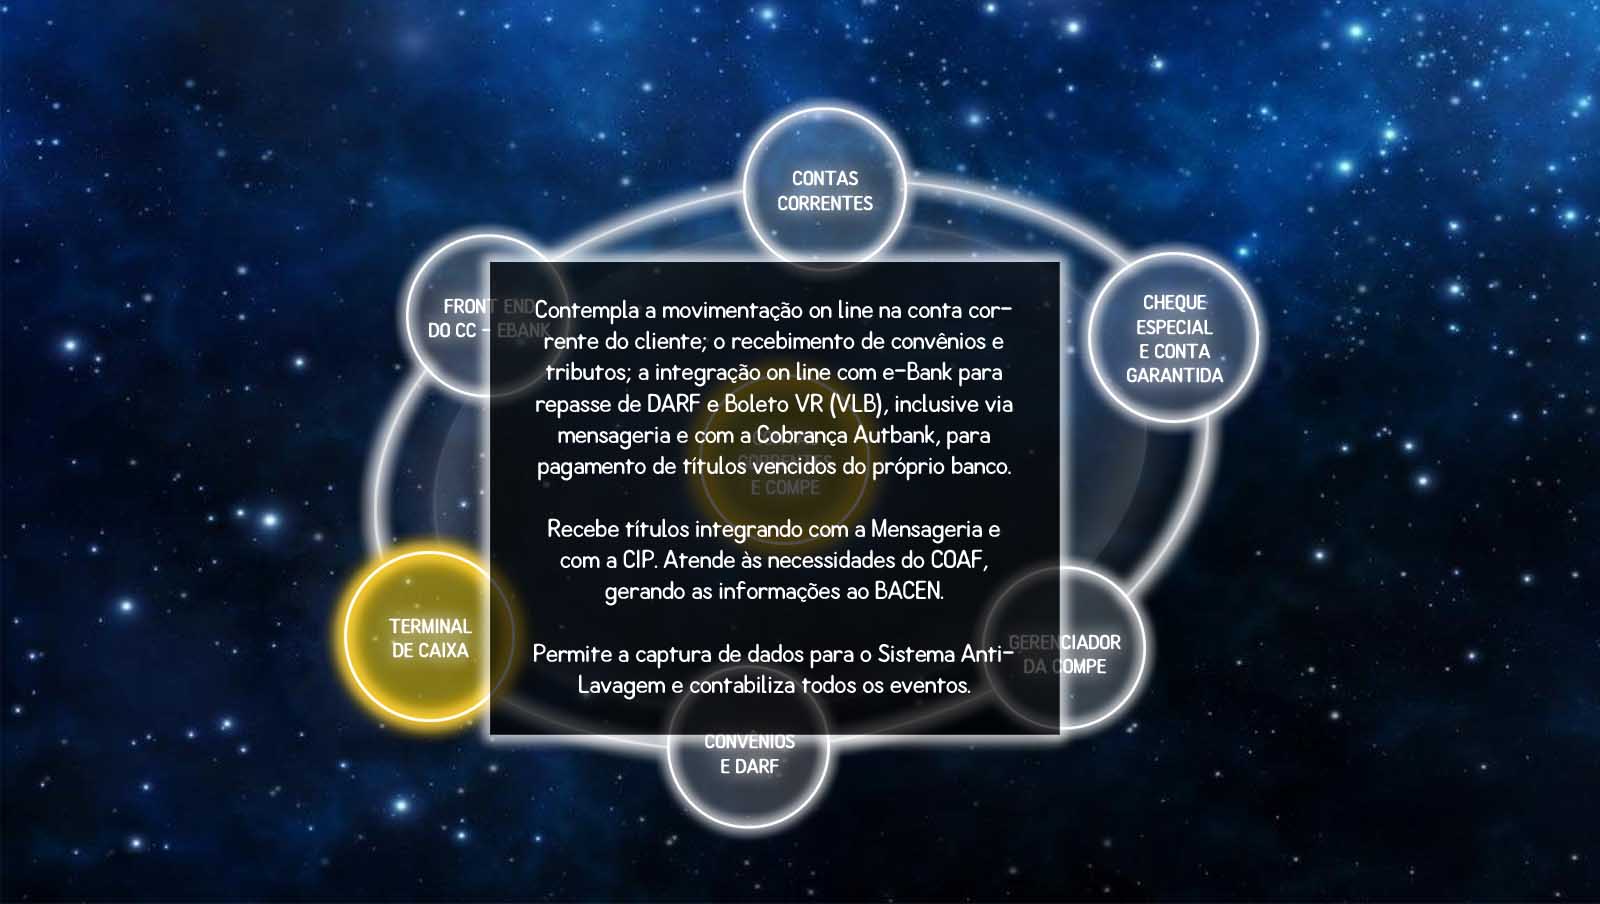 CONTAS
CORRENTES
CHEQUE
ESPECIAL
E CONTA
GARANTIDA
FRONT END
DO CC - EBANK
Contempla a movimentação on line na conta cor-
rente do cliente; o recebimento de convênios e
tributos; a integração on line com e-Bank para
repasse de DARF e Boleto VR (VLB), inclusive via
mensageria e com a Cobrança Autbank, para
pagamento de títulos vencidos do próprio banco.
Recebe títulos integrando com a Mensageria e
com a CIP. Atende às necessidades do COAF,
gerando as informações ao BACEN.
Permite a captura de dados para o Sistema Anti-
Lavagem e contabiliza todos os eventos.
CORRENTES
E COMPE
TERMINAL
DE CAIXA
GERENCIADOR
DA COMPE
CONVÊNIOS
E DARF